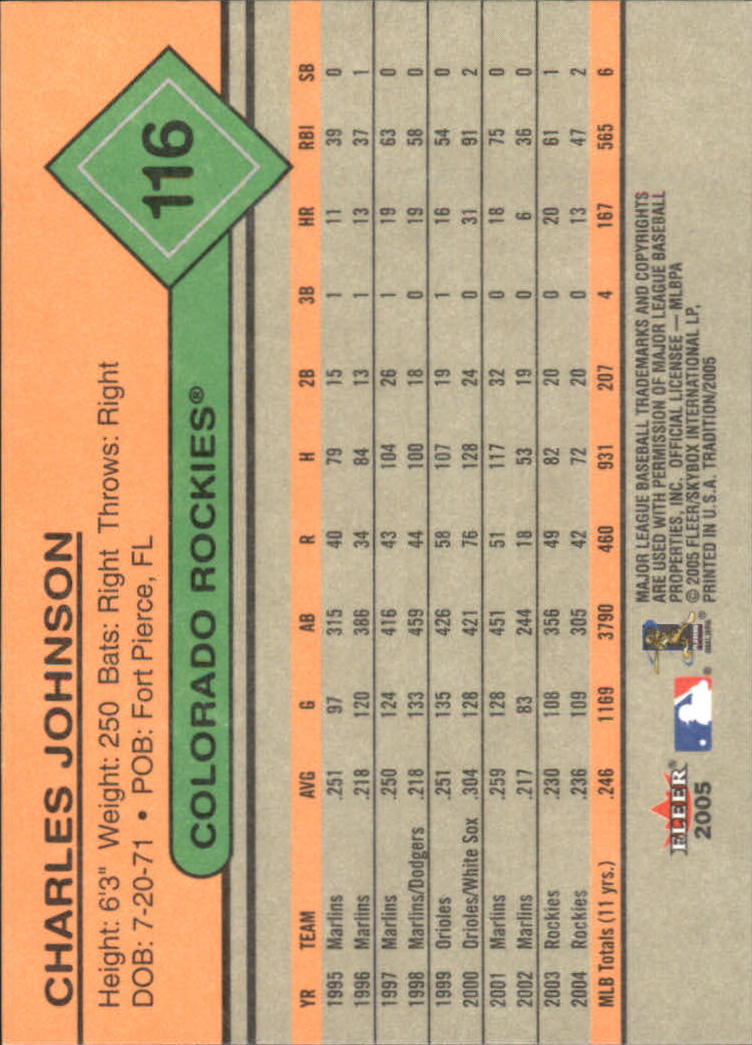 CHARLES JOHNSON
Height: 6'3" Weight: 250 Bats: Right Throws: Right
DOB: 7-20-71 • POB: Fort Pierce, FL
116
COLORADO ROCKIES®
YR TEAM AVG G AB R H 2B 3B HR RBI SB
1995 Marlins .251 97 315 40 79 15 1 11 39 0
1996 Marlins .218 120 386 34 84 13 1 13 37 1
1997 Marlins .250 124 416 43 104 26 1 19 63 0
1998 Marlins/Dodgers .218 133 459 44 100 18 0 19 58 0
1999 Orioles .251 135 426 58 107 19 1 16 54 0
2000 Orioles/White Sox .304 128 421 76 128 24 0 31 91 2
2001 Marlins .259 128 451 51 117 32 0 18 75 0
2002 Marlins .217 83 244 18 53 19 0 6 36 0
2003 Rockies .230 108 356 49 82 20 0 20 61 1
2004 Rockies .236 109 305 42 72 20 0 13 47 2
MLB Totals (11 yrs.) .246 1169 3790 460 931 207 4 167 565 6
FLEER®
2005
MAJOR LEAGUE BASEBALL TRADEMARKS AND COPYRIGHTS
ARE USED WITH PERMISSION OF MAJOR LEAGUE BASEBALL
PROPERTIES, INC. OFFICIAL LICENSEE — MLBPA
© 2005 FLEER/SKYBOX INTERNATIONAL LP,
PRINTED IN U.S.A. TRADITION/2005